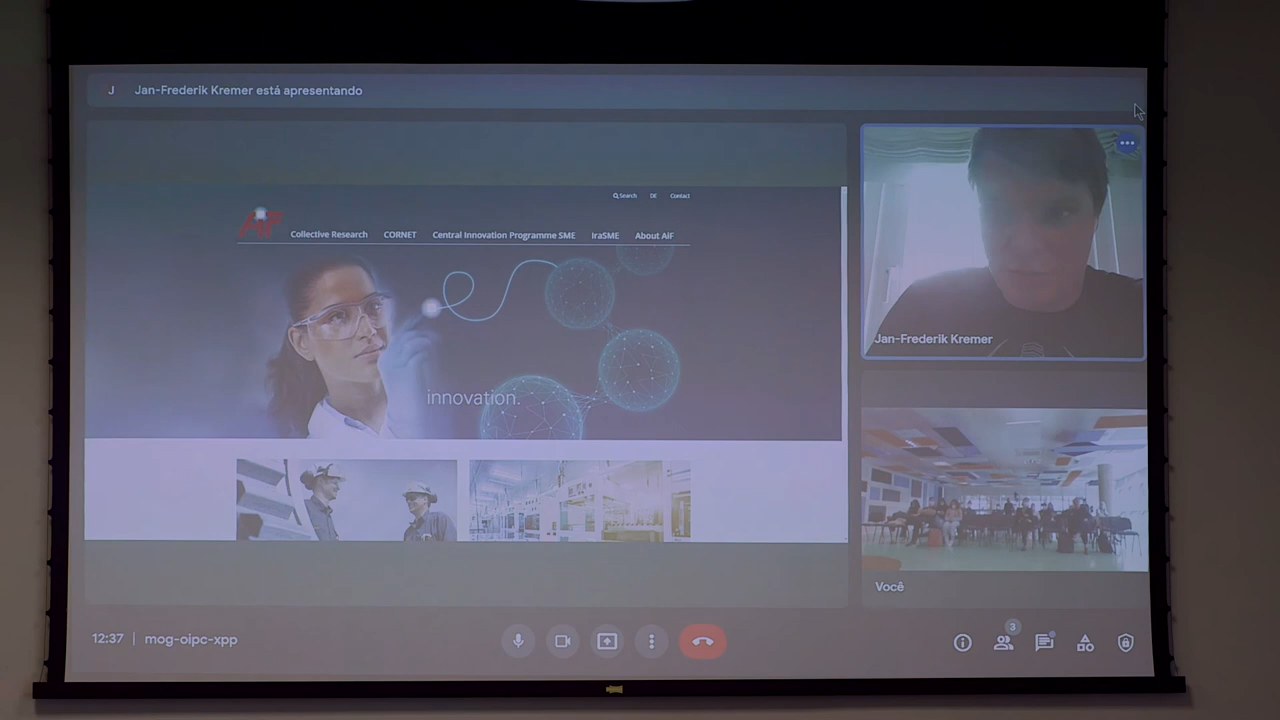 J Jan-Frederik Kremer está apresentando
Search DE Contact
AiF
Collective Research CORNET Central Innovation Programme SME IraSME About AiF
innovation.
Jan-Frederik Kremer
Você
12:37 | mog-oipc-xpp
3